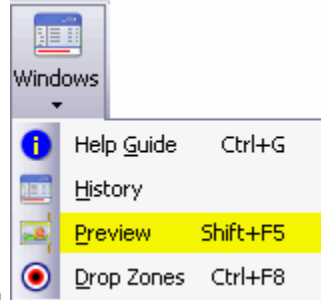 Windows
Help Guide Ctrl+G
History
Preview Shift+F5
Drop Zones Ctrl+F8